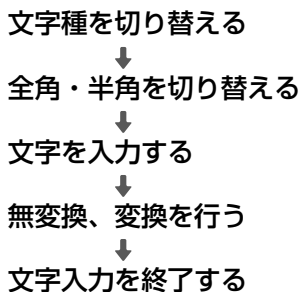 文字種を切り替える
全角・半角を切り替える
文字を入力する
無変換、変換を行う
文字入力を終了する